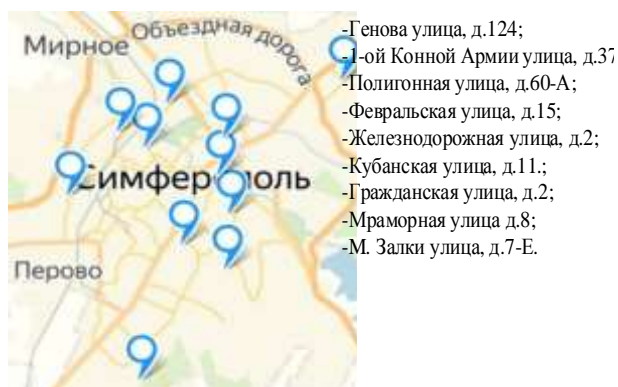 Мирное
Объездная дорога
Симферополь
Перово
-Генова улица, д.124;
-1-ой Конной Армии улица, д.37
-Полигонная улица, д.60-А;
-Февральская улица, д.15;
-Железнодорожная улица, д.2;
-Кубанская улица, д.11.;
-Гражданская улица, д.2;
-Мраморная улица д.8;
-М. Залки улица, д.7-Е.